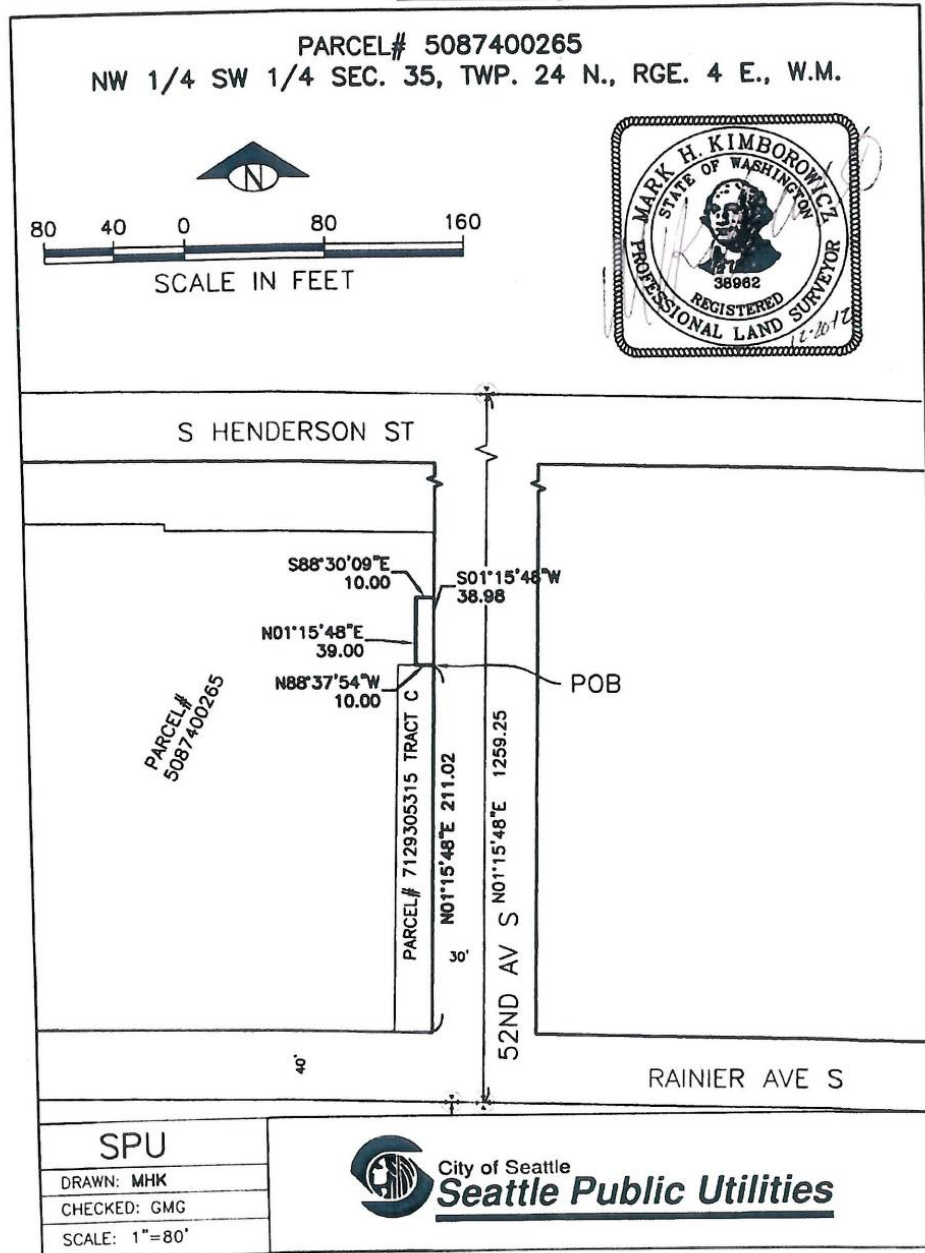 PARCEL# 5087400265
NW 1/4 SW 1/4 SEC. 35, TWP. 24 N., RGE. 4 E., W.M.
N
80 40 0 80 160
SCALE IN FEET
MARK H. KIMBOROWICZ
STATE OF WASHINGTON
38962
REGISTERED
PROFESSIONAL LAND SURVEYOR
12-2012
S HENDERSON ST
S88°30'09"E
10.00
S01°15'48"W
38.98
N01°15'48"E
39.00
N88°37'54"W
10.00
POB
PARCEL#
5087400265
PARCEL# 7129305315 TRACT C
N01°15'48"E 211.02
N01°15'48"E 1259.25
30'
52ND AV S
40'
RAINIER AVE S
SPU
DRAWN: MHK
CHECKED: GMG
SCALE: 1"=80'
City of Seattle
Seattle Public Utilities